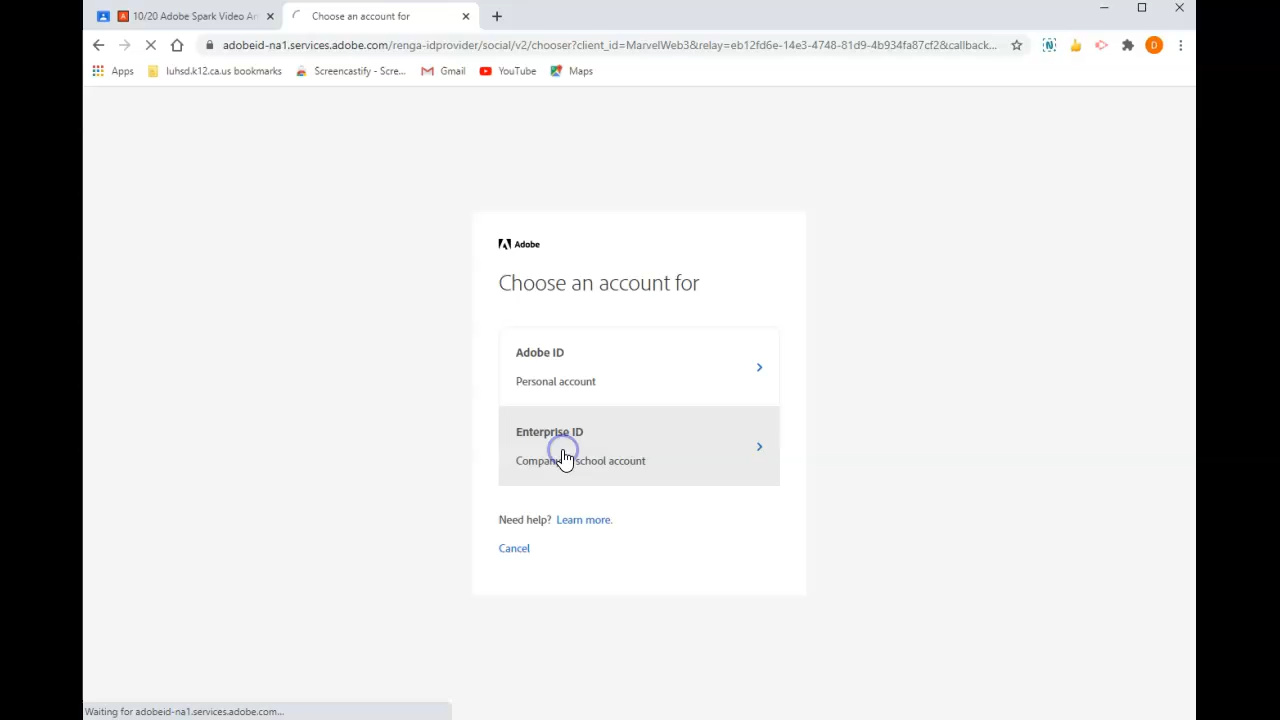 10/20 Adobe Spark Video An
Choose an account for
adobeid-na1.services.adobe.com/renga-idprovider/social/v2/chooser?client_id=MarvelWeb3&relay=eb12fd6e-14e3-4748-81d9-4b934fa87cf2&callback...
D
Apps
luhsd.k12.ca.us bookmarks
Screencastify - Scre...
Gmail
YouTube
Maps
Adobe
Choose an account for
Adobe ID
Personal account
Enterprise ID
school account
Need help? Learn more.
Cancel
Waiting for adobeid-na1.services.adobe.com...